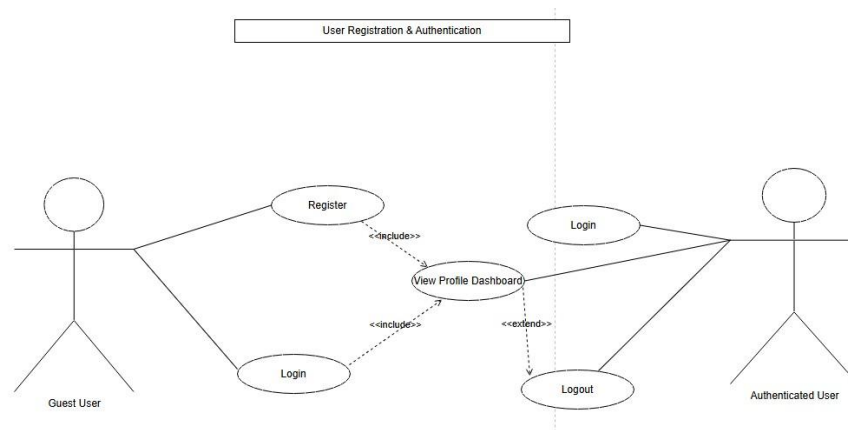 User Registration & Authentication
Register
Login
<<include>>
View Profile Dashboard
<<include>>
<<extend>>
Login
Logout
Guest User
Authenticated User